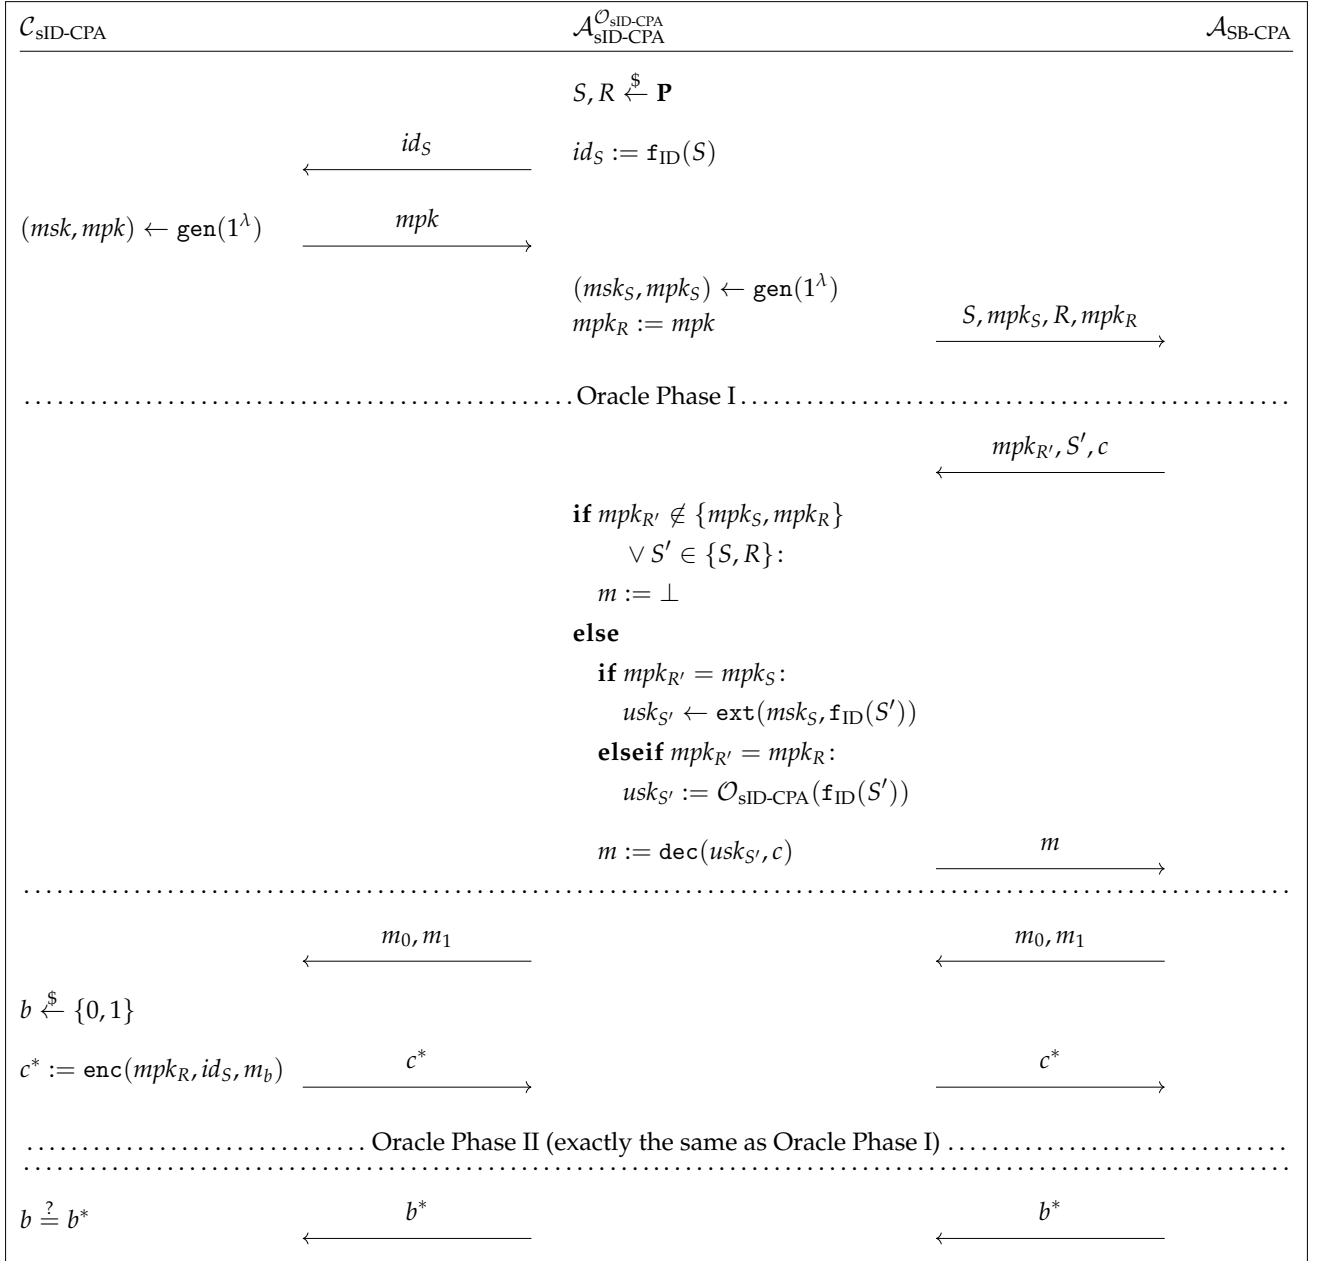 𝒞_sID-CPA 𝒜_sID-CPA^𝒪_sID-CPA 𝒜_SB-CPA
S, R ←$ P
id_S
id_S := f_ID(S)
mpk
(msk, mpk) ← gen(1^λ)
(msk_S, mpk_S) ← gen(1^λ)
mpk_R := mpk S, mpk_S, R, mpk_R
Oracle Phase I
mpk_R′, S′, c
if mpk_R′ ∉ {mpk_S, mpk_R}
∨ S′ ∈ {S, R}:
m := ⊥
else
if mpk_R′ = mpk_S:
usk_S′ ← ext(msk_S, f_ID(S′))
elseif mpk_R′ = mpk_R:
usk_S′ := 𝒪_sID-CPA(f_ID(S′))
m := dec(usk_S′, c) m
m_0, m_1 m_0, m_1
b ←$ {0, 1}
c* := enc(mpk_R, id_S, m_b) c* c*
Oracle Phase II (exactly the same as Oracle Phase I)
b ≟ b* b* b*